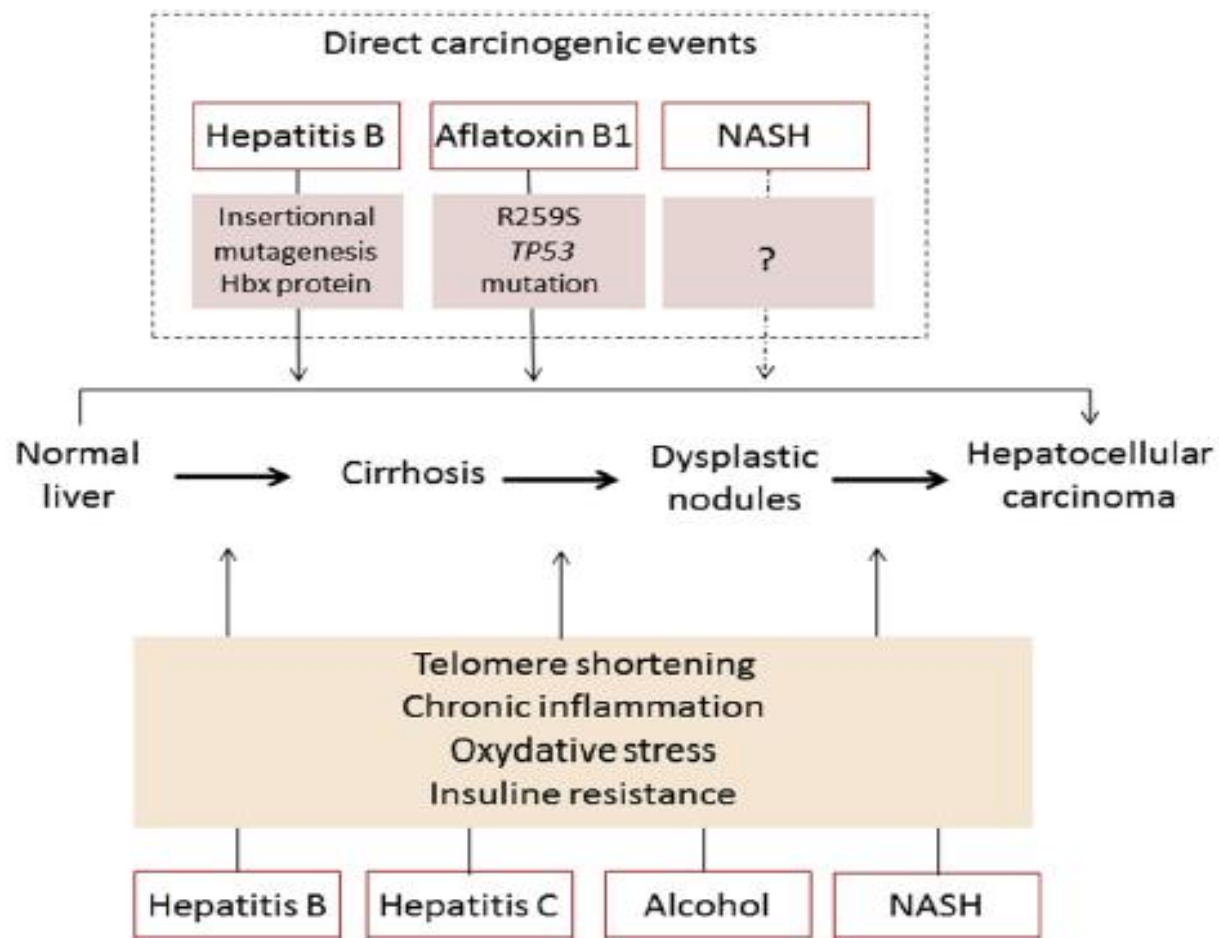 Direct carcinogenic events
Hepatitis B
Aflatoxin B1
NASH
Insertionnal
mutagenesis
Hbx protein
R259S
TP53
mutation
?
Normal
liver
Cirrhosis
Dysplastic
nodules
Hepatocellular
carcinoma
Telomere shortening
Chronic inflammation
Oxydative stress
Insuline resistance
Hepatitis B
Hepatitis C
Alcohol
NASH